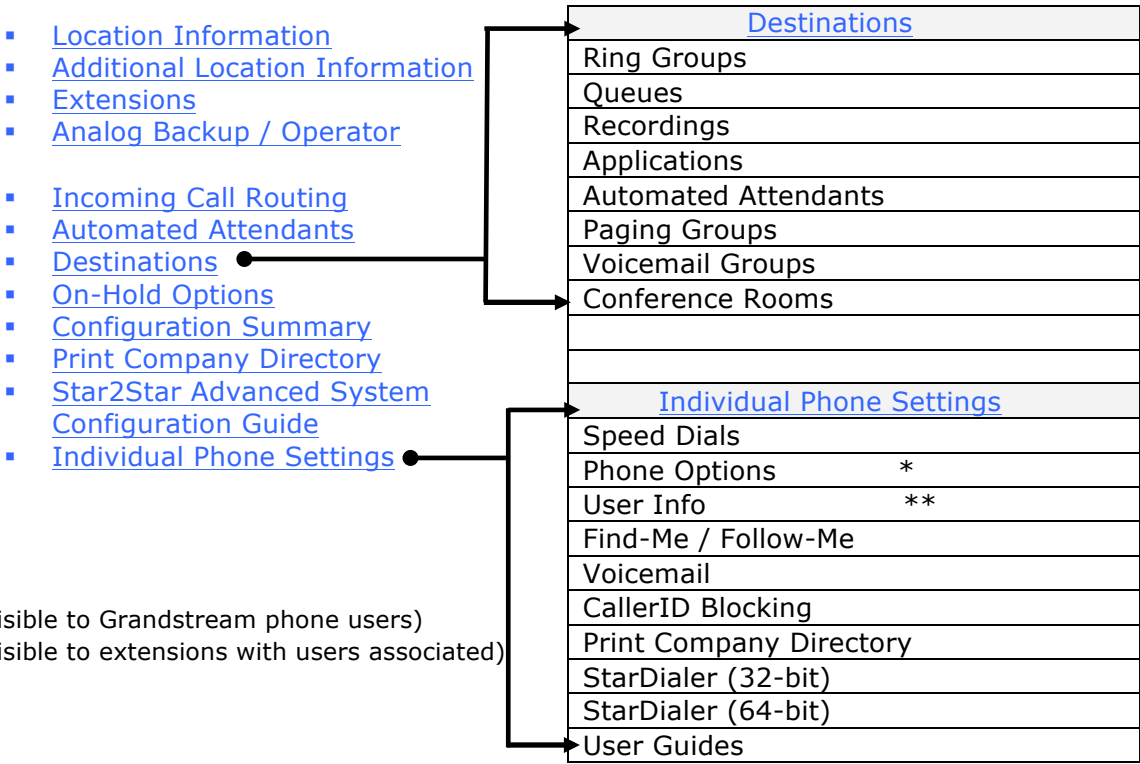 Location Information
Additional Location Information
Extensions
Analog Backup / Operator
Incoming Call Routing
Automated Attendants
Destinations
On-Hold Options
Configuration Summary
Print Company Directory
Star2Star Advanced System
Configuration Guide
Individual Phone Settings
isible to Grandstream phone users)
isible to extensions with users associated)
Destinations
Ring Groups
Queues
Recordings
Applications
Automated Attendants
Paging Groups
Voicemail Groups
Conference Rooms
Individual Phone Settings
Speed Dials
Phone Options *
User Info **
Find-Me / Follow-Me
Voicemail
CallerID Blocking
Print Company Directory
StarDialer (32-bit)
StarDialer (64-bit)
User Guides